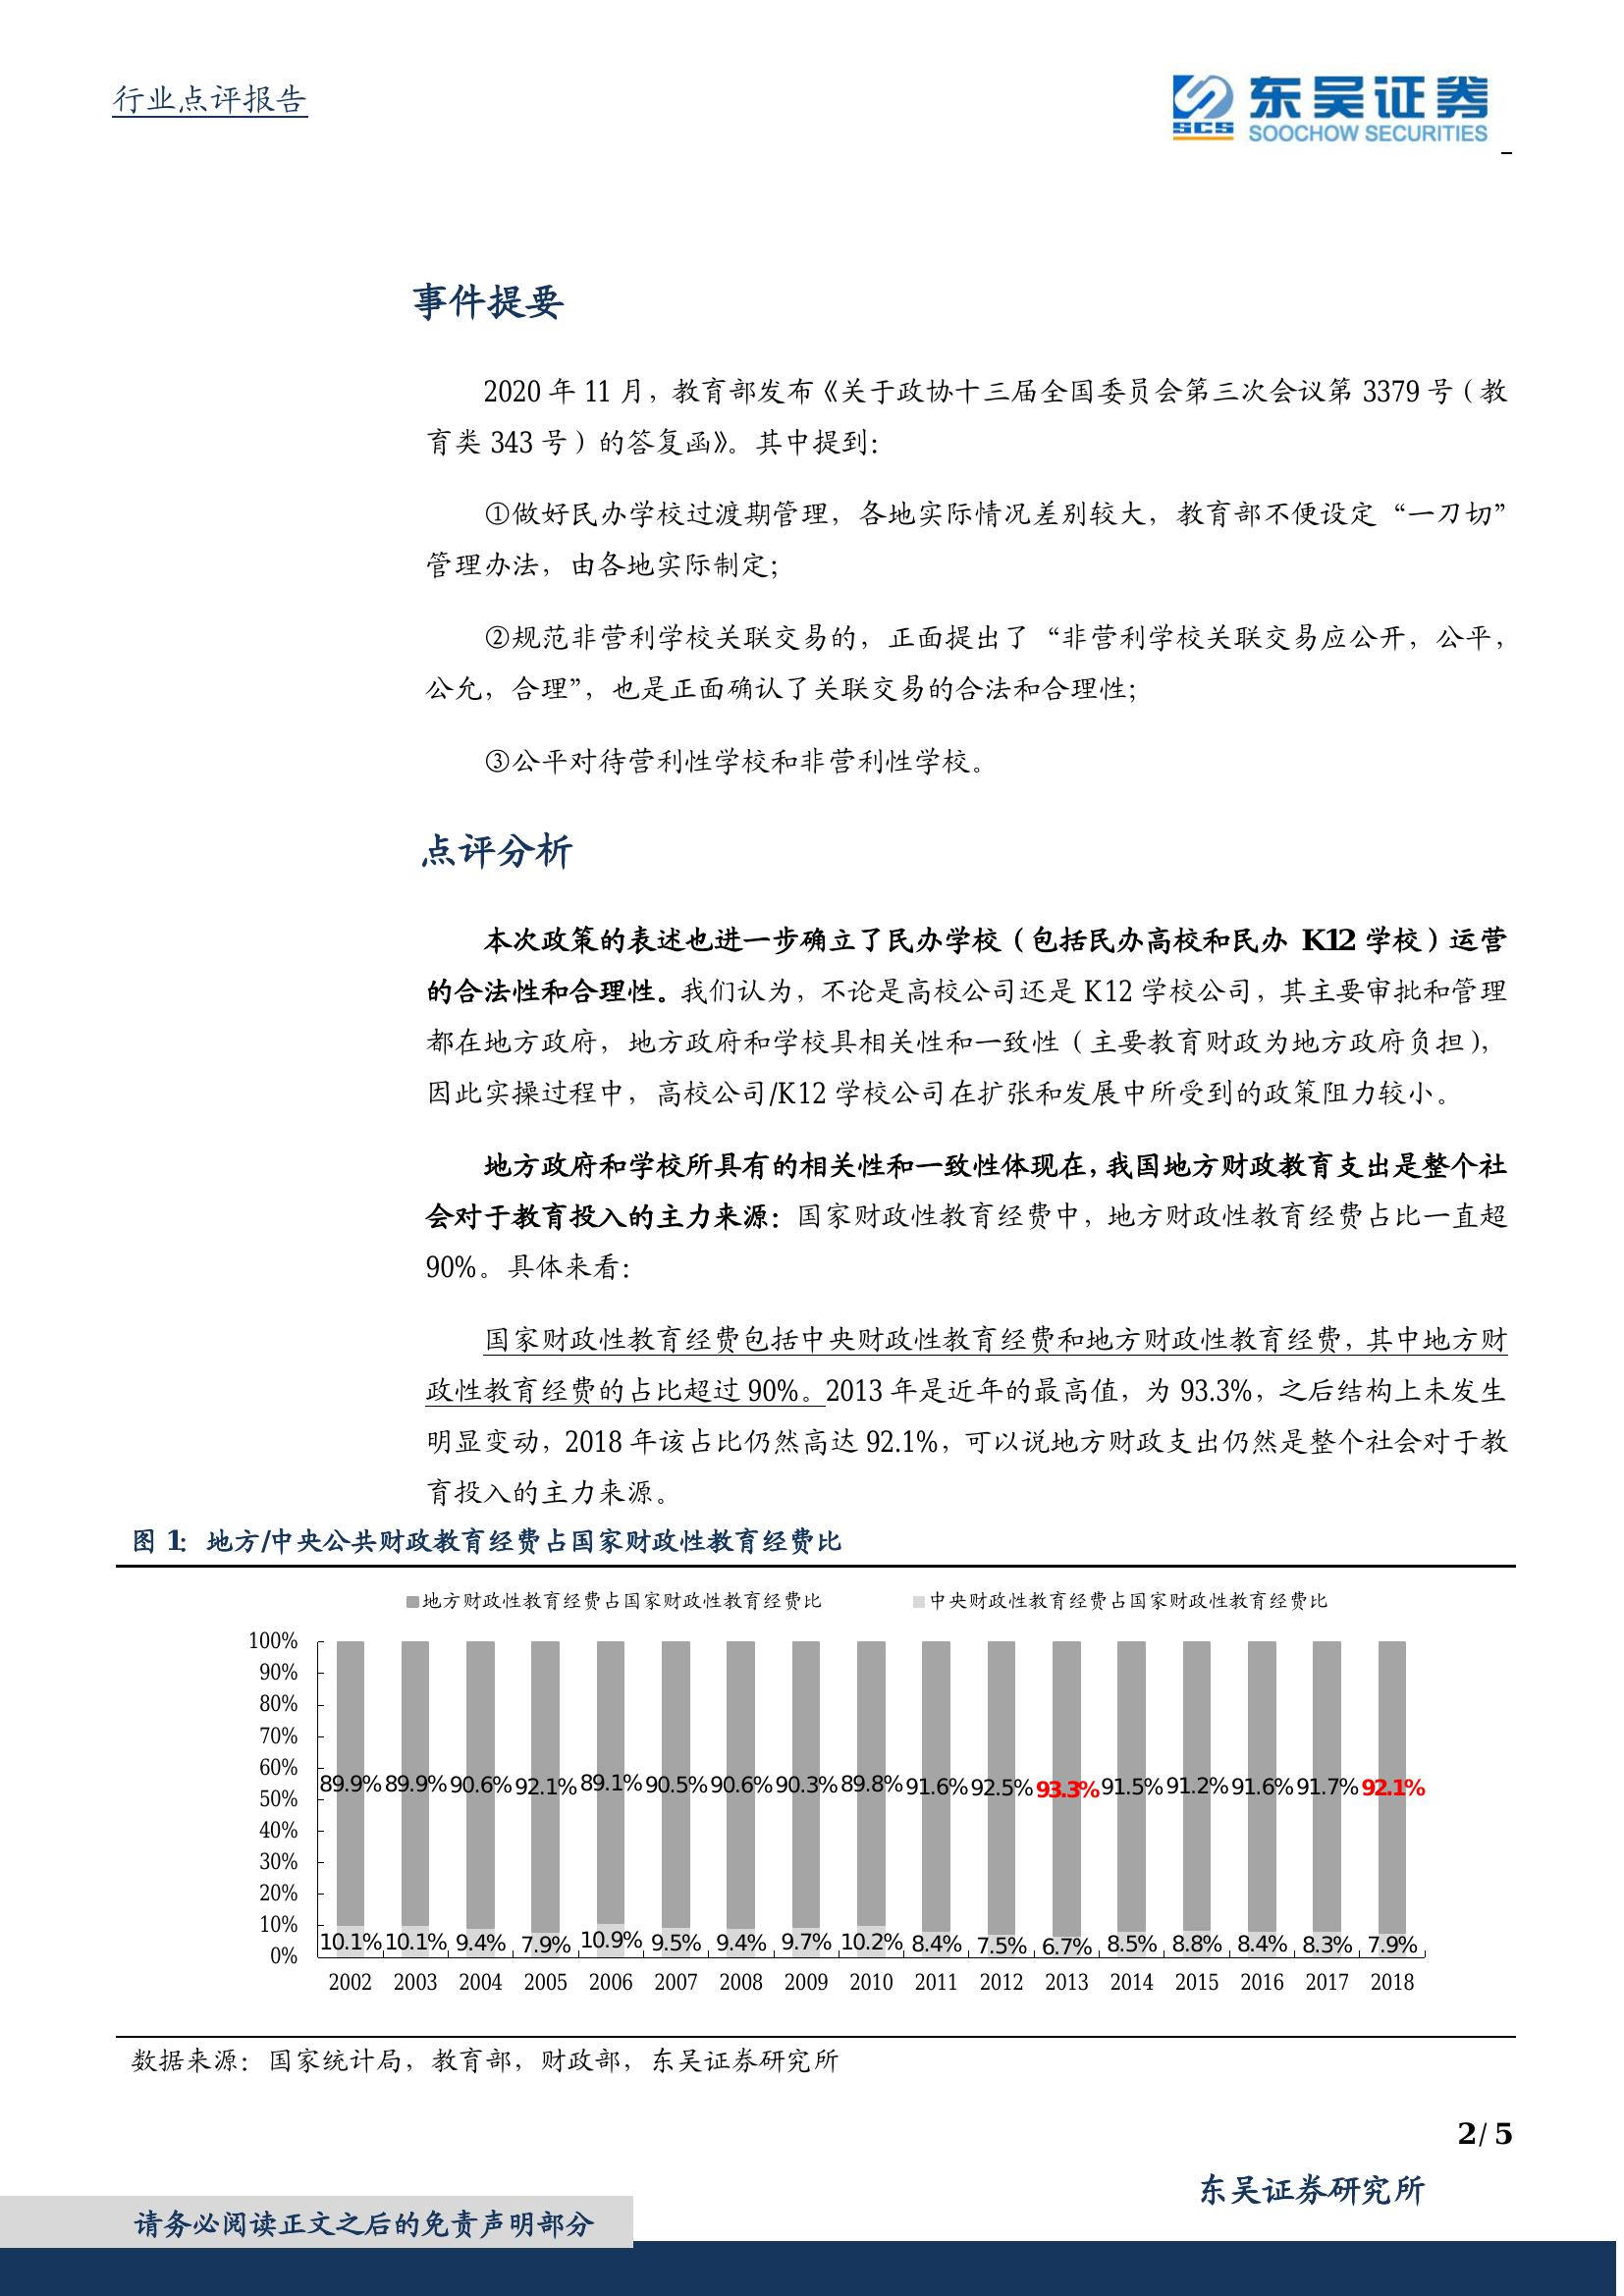 行业点评报告
SCS
东吴证券
SOOCHOW SECURITIES
事件提要
2020 年 11 月，教育部发布《关于政协十三届全国委员会第三次会议第 3379 号（教
育类 343 号）的答复函》。其中提到：
①做好民办学校过渡期管理，各地实际情况差别较大，教育部不便设定“一刀切”
管理办法，由各地实际制定；
②规范非营利学校关联交易的，正面提出了“非营利学校关联交易应公开，公平，
公允，合理”，也是正面确认了关联交易的合法和合理性；
③公平对待营利性学校和非营利性学校。
点评分析
本次政策的表述也进一步确立了民办学校（包括民办高校和民办 K12 学校）运营
的合法性和合理性。我们认为，不论是高校公司还是 K12 学校公司，其主要审批和管理
都在地方政府，地方政府和学校具相关性和一致性（主要教育财政为地方政府负担），
因此实操过程中，高校公司/K12 学校公司在扩张和发展中所受到的政策阻力较小。
地方政府和学校所具有的相关性和一致性体现在，我国地方财政教育支出是整个社
会对于教育投入的主力来源：国家财政性教育经费中，地方财政性教育经费占比一直超
90%。具体来看：
国家财政性教育经费包括中央财政性教育经费和地方财政性教育经费，其中地方财
政性教育经费的占比超过 90%。2013 年是近年的最高值，为 93.3%，之后结构上未发生
明显变动，2018 年该占比仍然高达 92.1%，可以说地方财政支出仍然是整个社会对于教
育投入的主力来源。
图 1: 地方/中央公共财政教育经费占国家财政性教育经费比
地方财政性教育经费占国家财政性教育经费比 中央财政性教育经费占国家财政性教育经费比
100%
90%
80%
70%
60%
50%
40%
30%
20%
10%
0%
89.9% 89.9% 90.6% 92.1% 89.1% 90.5% 90.6% 90.3% 89.8% 91.6% 92.5% 93.3% 91.5% 91.2% 91.6% 91.7% 92.1%
10.1% 10.1% 9.4% 7.9% 10.9% 9.5% 9.4% 9.7% 10.2% 8.4% 7.5% 6.7% 8.5% 8.8% 8.4% 8.3% 7.9%
2002 2003 2004 2005 2006 2007 2008 2009 2010 2011 2012 2013 2014 2015 2016 2017 2018
数据来源：国家统计局，教育部，财政部，东吴证券研究所
2/ 5
东吴证券研究所
请务必阅读正文之后的免责声明部分